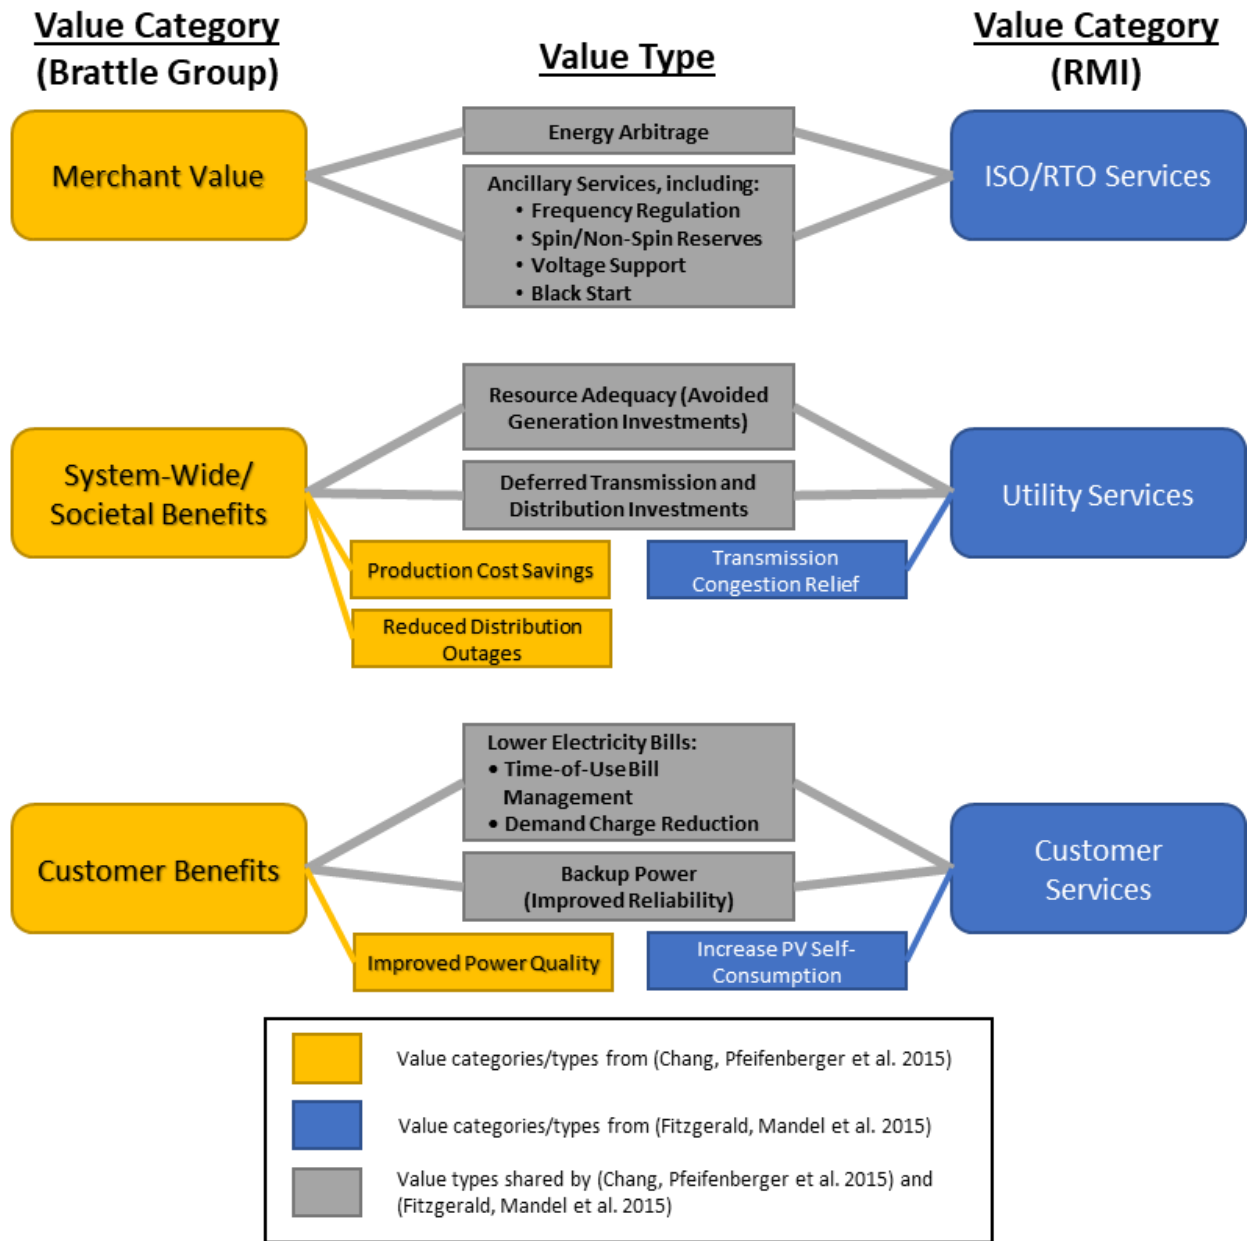 Value Category
(Brattle Group)
Value Type
Value Category
(RMI)
Merchant Value
Energy Arbitrage
Ancillary Services, including:
• Frequency Regulation
• Spin/Non-Spin Reserves
• Voltage Support
• Black Start
ISO/RTO Services
System-Wide/
Societal Benefits
Resource Adequacy (Avoided
Generation Investments)
Deferred Transmission and
Distribution Investments
Production Cost Savings
Reduced Distribution
Outages
Transmission
Congestion Relief
Utility Services
Customer Benefits
Lower Electricity Bills:
• Time-of-Use Bill
Management
• Demand Charge Reduction
Backup Power
(Improved Reliability)
Improved Power Quality
Increase PV Self-
Consumption
Customer
Services
Value categories/types from (Chang, Pfeifenberger et al. 2015)
Value categories/types from (Fitzgerald, Mandel et al. 2015)
Value types shared by (Chang, Pfeifenberger et al. 2015) and
(Fitzgerald, Mandel et al. 2015)